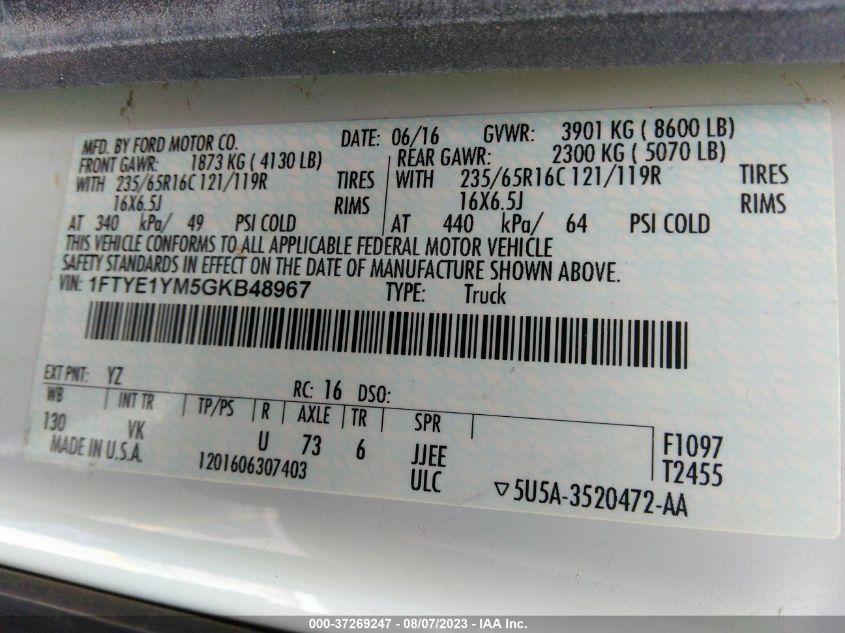 MFD. BY FORD MOTOR CO. DATE: 06/16 GVWR: 3901 KG ( 8600 LB)
FRONT GAWR: 1873 KG ( 4130 LB) REAR GAWR: 2300 KG ( 5070 LB)
WITH 235/65R16C 121/119R TIRES WITH 235/65R16C 121/119R TIRES
16X6.5J RIMS 16X6.5J RIMS
AT 340 kPa/ 49 PSI COLD AT 440 kPa/ 64 PSI COLD
THIS VEHICLE CONFORMS TO ALL APPLICABLE FEDERAL MOTOR VEHICLE
SAFETY STANDARDS IN EFFECT ON THE DATE OF MANUFACTURE SHOWN ABOVE.
VIN: 1FTYE1YM5GKB48967 TYPE: Truck
EXT PNT: YZ RC: 16 DSO:
WB INT TR TP/PS R AXLE TR SPR
130 VK U 73 6 JJEE F1097
MADE IN U.S.A. 1201606307403 ULC T2455
▽5U5A-3520472-AA
000-37269247 - 08/07/2023 - IAA Inc.